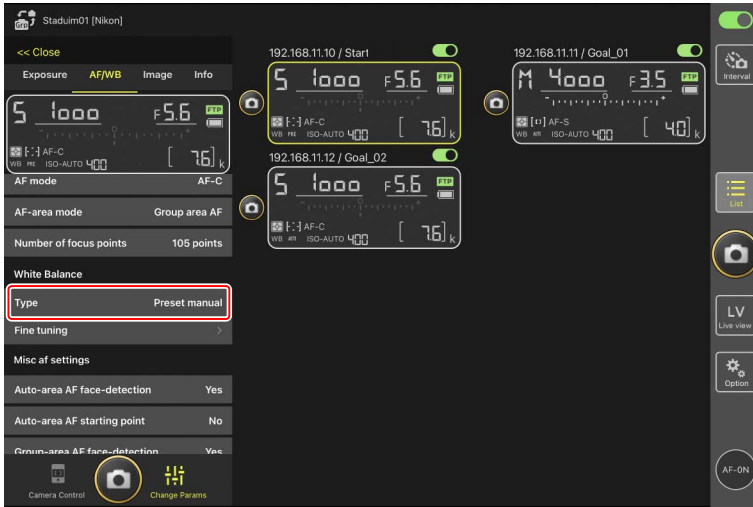 Grp
Staduim01 [Nikon]
<< Close
Exposure AF/WB Image Info
S 1000 F5.6 FTP
AF-C
WB PRE ISO-AUTO 400 [ 7.6] k
AF mode AF-C
AF-area mode Group area AF
Number of focus points 105 points
White Balance
Type Preset manual
Fine tuning >
Misc af settings
Auto-area AF face-detection Yes
Auto-area AF starting point No
Group-area AF face-detection Yes
Camera Control
Change Params
192.168.11.10 / Start
S 1000 F5.6 FTP
AF-C
WB PRE ISO-AUTO 400 [ 7.6] k
192.168.11.11 / Goal_01
M 4000 F3.5 FTP
AF-S
WB AUTO ISO-AUTO 400 [ 4.0] k
192.168.11.12 / Goal_02
S 1000 F5.6 FTP
AF-C
WB AUTO ISO-AUTO 400 [ 7.6] k
Interval
List
LV
Live view
Option
AF-ON